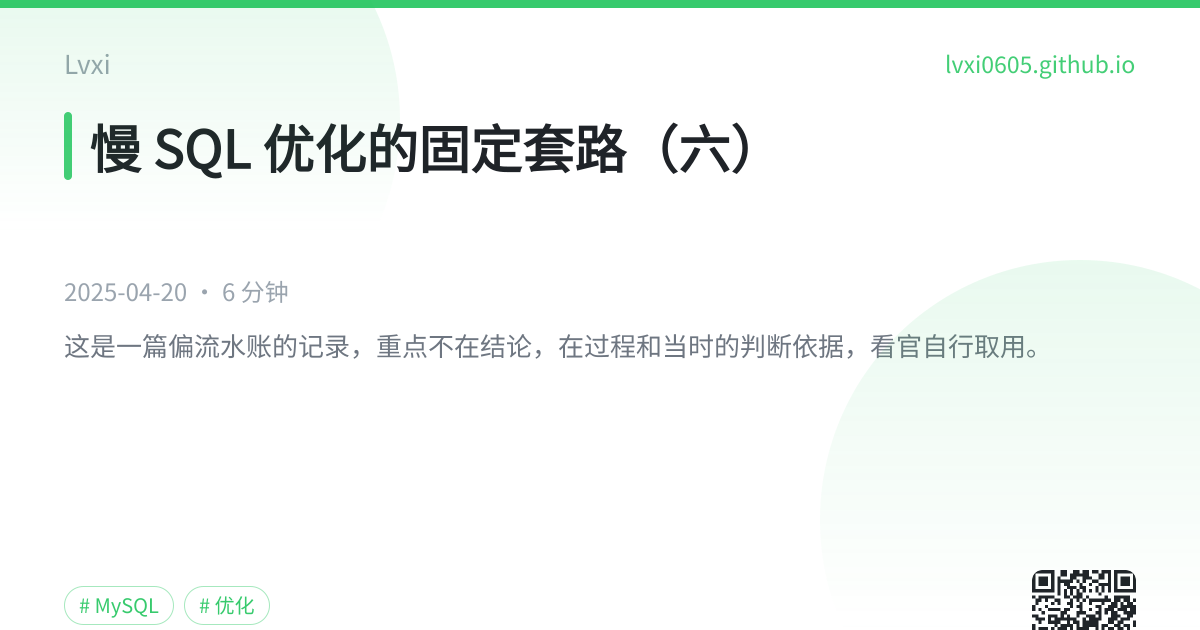 Lvxi
lvxi0605.github.io
慢 SQL 优化的固定套路（六）
2025-04-20 · 6 分钟
这是一篇偏流水账的记录，重点不在结论，在过程和当时的判断依据，看官自行取用。
# MySQL
# 优化